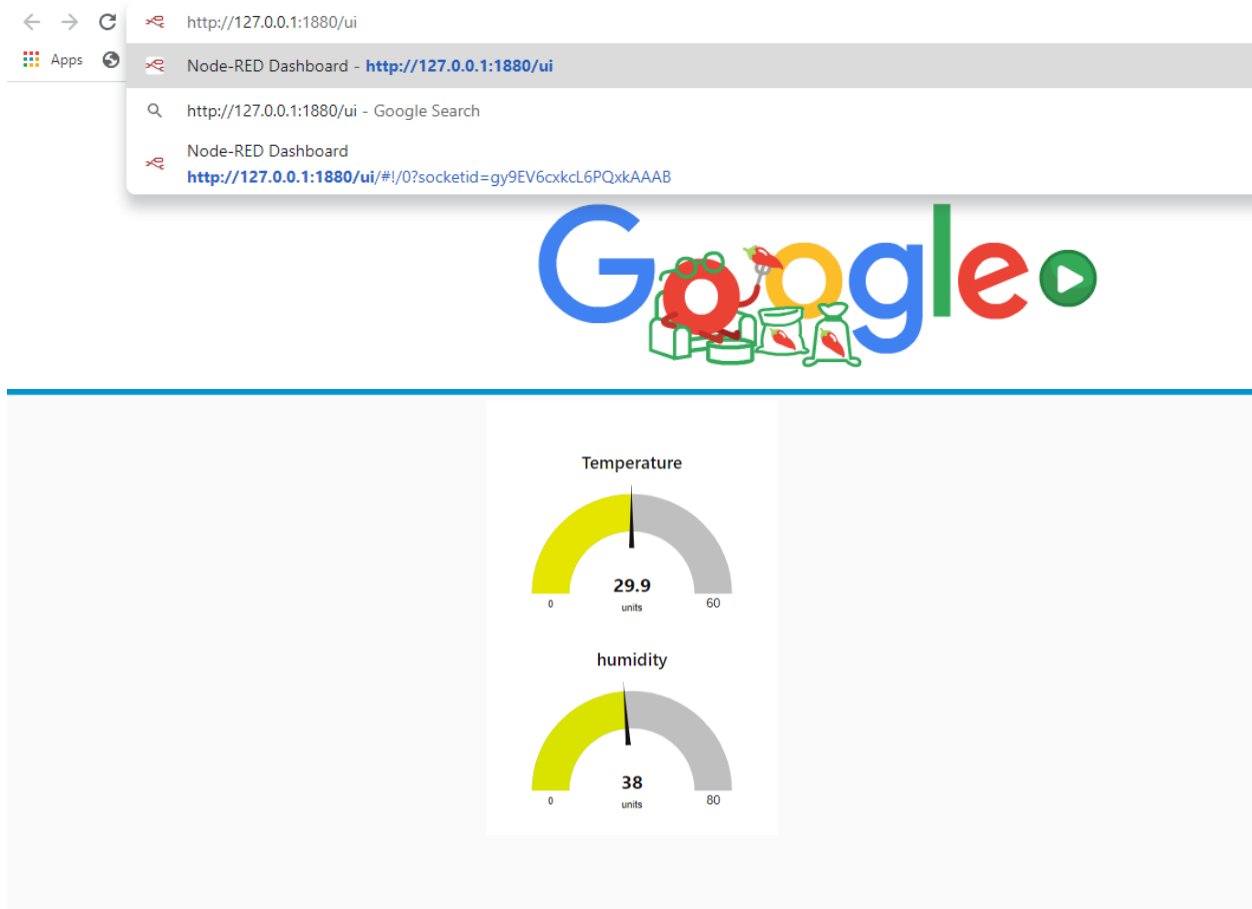 http://127.0.0.1:1880/ui
Apps
Node-RED Dashboard - http://127.0.0.1:1880/ui
http://127.0.0.1:1880/ui - Google Search
Node-RED Dashboard
http://127.0.0.1:1880/ui/#!/0?socketid=gy9EV6cxkcL6PQxkAAAB
Google
Temperature
29.9
0 units 60
humidity
38
0 units 80